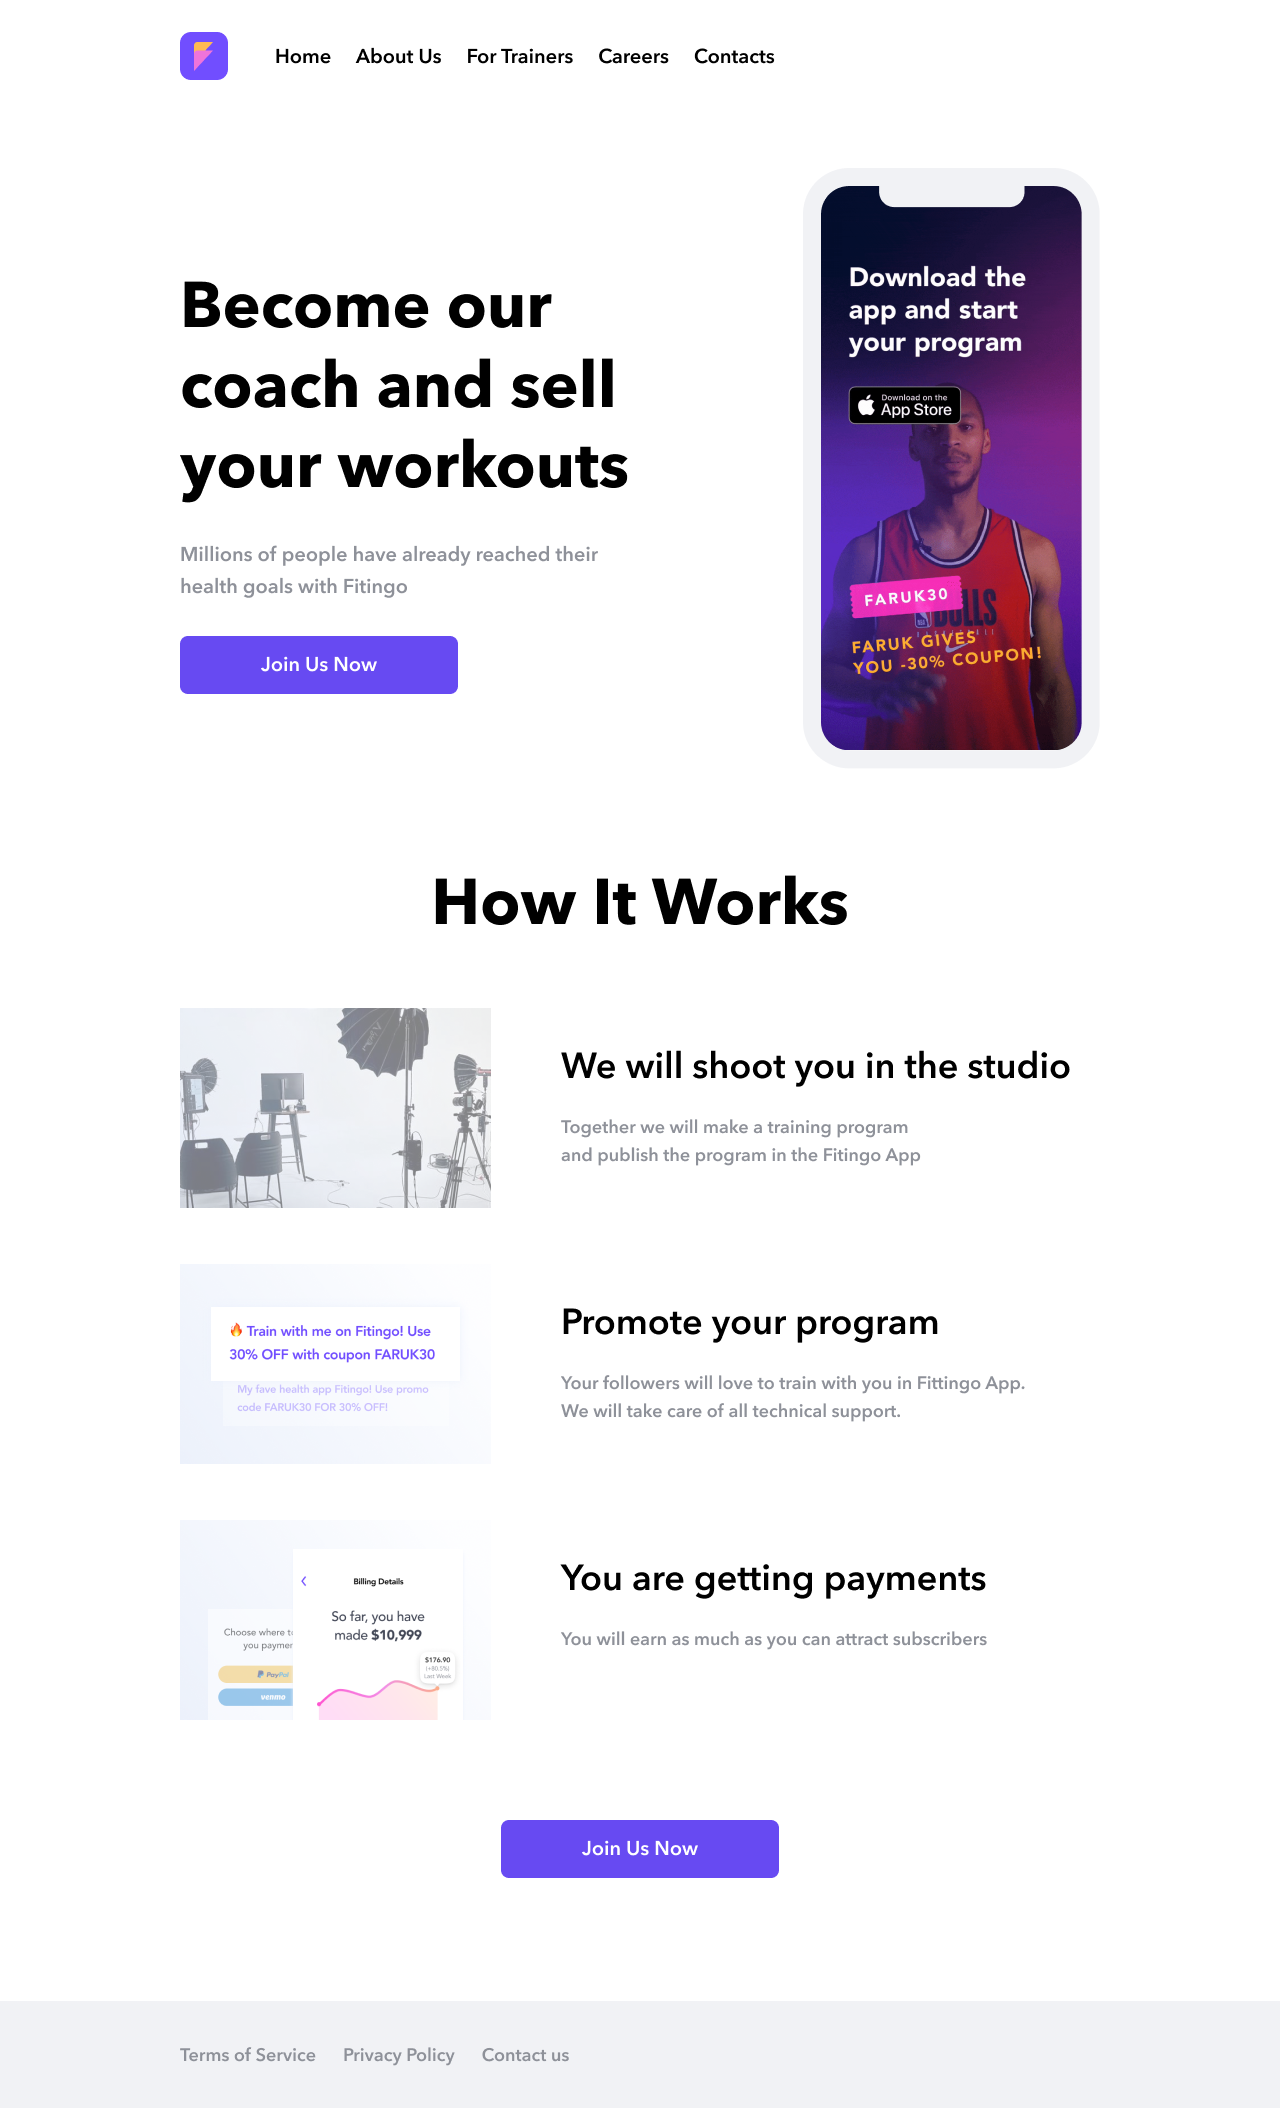 Home About Us For Trainers Careers Contacts
Become our
coach and sell
your workouts
Millions of people have already reached their
health goals with Fitingo
Join Us Now
Download the
app and start
your program
Download on the
App Store
FARUK30
FARUK GIVES
YOU -30% COUPON!
How It Works
We will shoot you in the studio
Together we will make a training program
and publish the program in the Fitingo App
🔥 Train with me on Fitingo! Use
30% OFF with coupon FARUK30
My fave health app Fitingo! Use promo
code FARUK30 FOR 30% OFF!
Promote your program
Your followers will love to train with you in Fittingo App.
We will take care of all technical support.
Choose where to
you paymen
PayPal
venmo
Billing Details
So far, you have
made $10,999
$176.90
(+80.5%)
Last Week
You are getting payments
You will earn as much as you can attract subscribers
Join Us Now
Terms of Service Privacy Policy Contact us